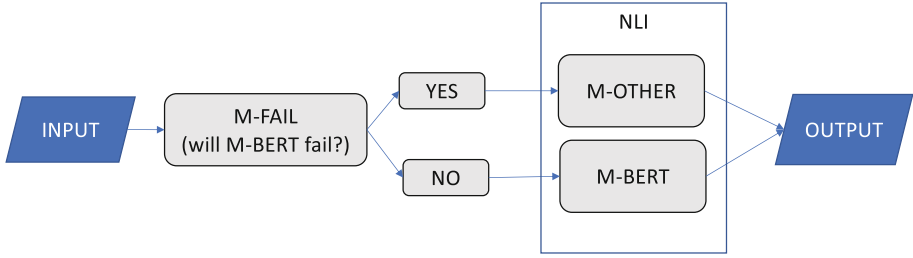 NLI
INPUT
M-FAIL
(will M-BERT fail?)
YES
NO
M-OTHER
M-BERT
OUTPUT